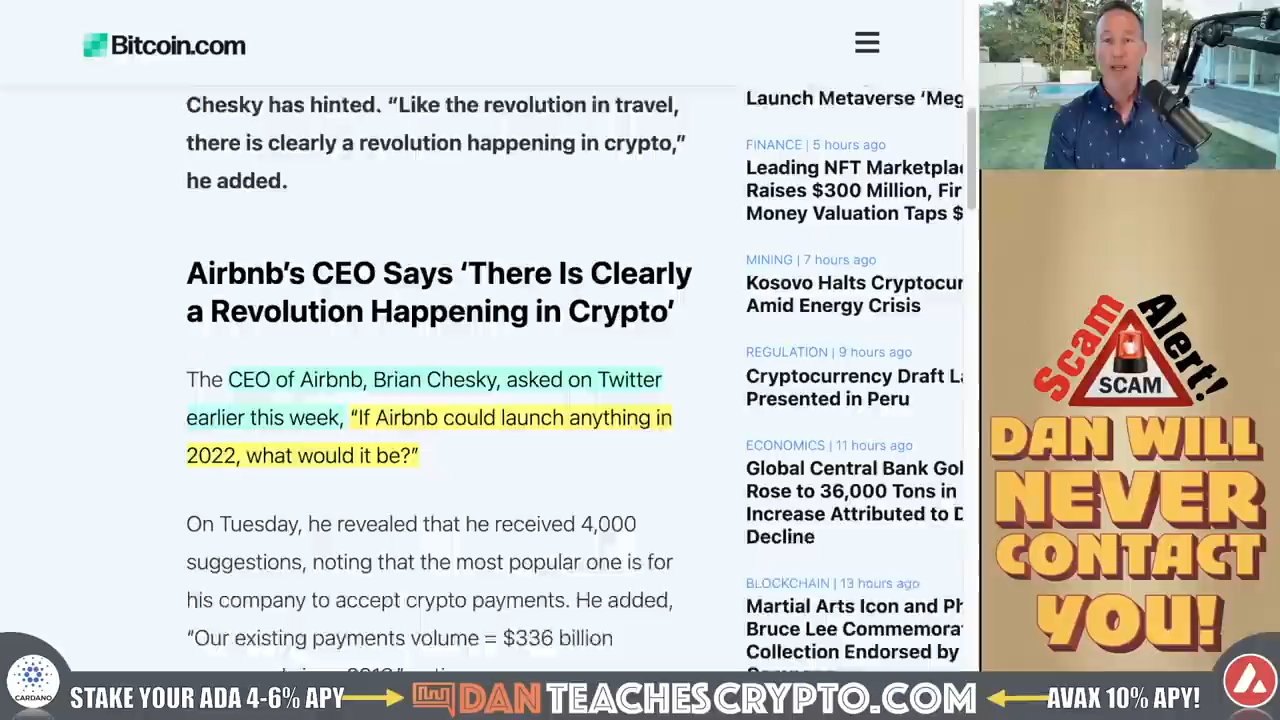 Bitcoin.com
Chesky has hinted. “Like the revolution in travel,
there is clearly a revolution happening in crypto,”
he added.
Airbnb’s CEO Says ‘There Is Clearly
a Revolution Happening in Crypto’
The CEO of Airbnb, Brian Chesky, asked on Twitter
earlier this week, “If Airbnb could launch anything in
2022, what would it be?”
On Tuesday, he revealed that he received 4,000
suggestions, noting that the most popular one is for
his company to accept crypto payments. He added,
“Our existing payments volume = $336 billion
Launch Metaverse ‘Meg
FINANCE | 5 hours ago
Leading NFT Marketplac
Raises $300 Million, Fir
Money Valuation Taps $
MINING | 7 hours ago
Kosovo Halts Cryptocur
Amid Energy Crisis
REGULATION | 9 hours ago
Cryptocurrency Draft La
Presented in Peru
ECONOMICS | 11 hours ago
Global Central Bank Gol
Rose to 36,000 Tons in
Increase Attributed to D
Decline
BLOCKCHAIN | 13 hours ago
Martial Arts Icon and Ph
Bruce Lee Commemora
Collection Endorsed by
Scam Alert!
SCAM
DAN WILL
NEVER
CONTACT
YOU!
CARDANO
STAKE YOUR ADA 4-6% APY
DANTEACHESCRYPTO.COM
AVAX 10% APY!